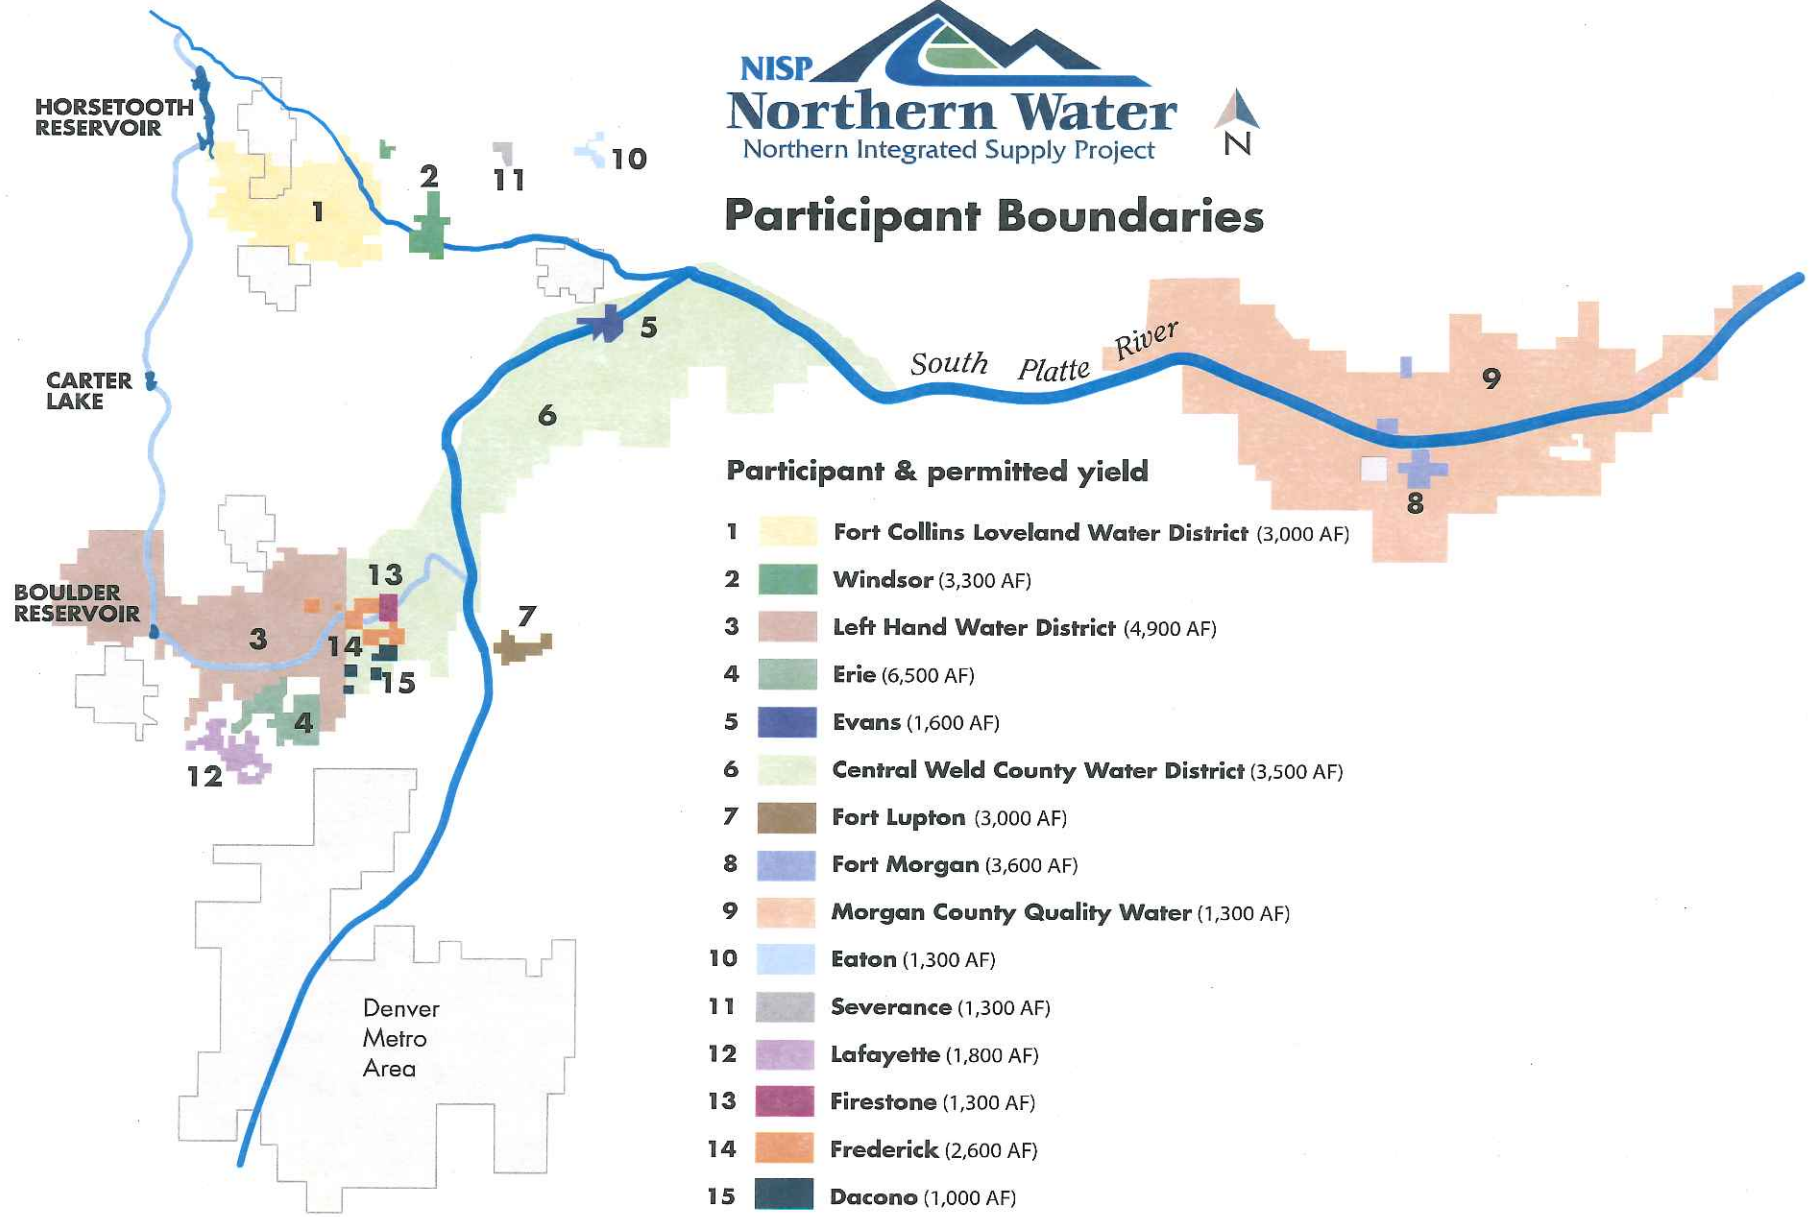 NISP
Northern Water
Northern Integrated Supply Project
N
Participant Boundaries
HORSETOOTH
RESERVOIR
CARTER
LAKE
BOULDER
RESERVOIR
1
2
11
10
5
6
South Platte River
9
8
13
3
14
15
7
4
12
Denver
Metro
Area
Participant & permitted yield
1 Fort Collins Loveland Water District (3,000 AF)
2 Windsor (3,300 AF)
3 Left Hand Water District (4,900 AF)
4 Erie (6,500 AF)
5 Evans (1,600 AF)
6 Central Weld County Water District (3,500 AF)
7 Fort Lupton (3,000 AF)
8 Fort Morgan (3,600 AF)
9 Morgan County Quality Water (1,300 AF)
10 Eaton (1,300 AF)
11 Severance (1,300 AF)
12 Lafayette (1,800 AF)
13 Firestone (1,300 AF)
14 Frederick (2,600 AF)
15 Dacono (1,000 AF)